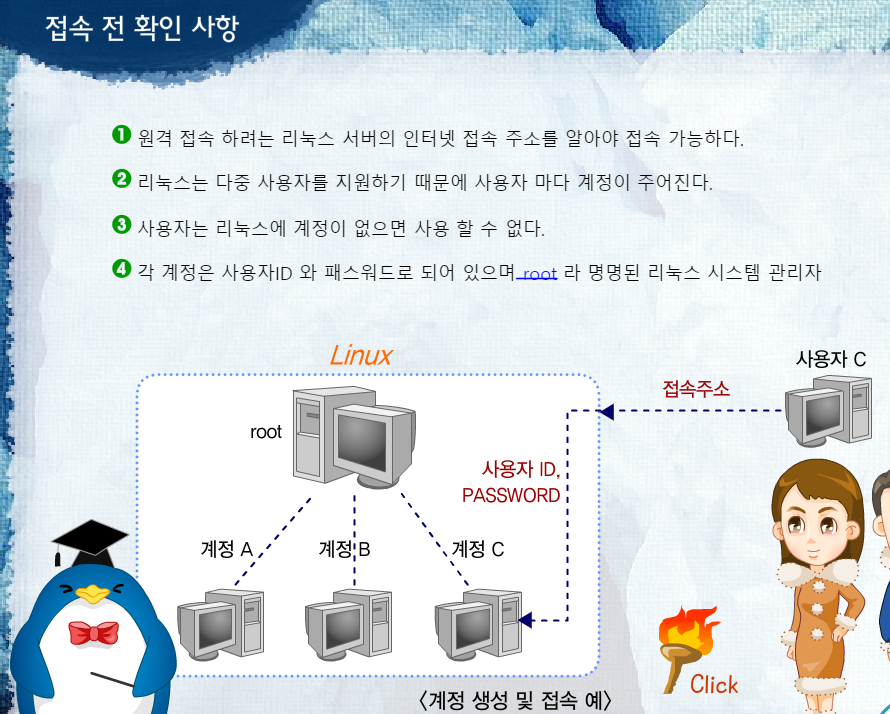 접속 전 확인 사항
❶ 원격 접속 하려는 리눅스 서버의 인터넷 접속 주소를 알아야 접속 가능하다.
❷ 리눅스는 다중 사용자를 지원하기 때문에 사용자 마다 계정이 주어진다.
❸ 사용자는 리눅스에 계정이 없으면 사용 할 수 없다.
❹ 각 계정은 사용자ID 와 패스워드로 되어 있으며 root 라 명명된 리눅스 시스템 관리자
Linux
사용자 C
접속주소
root
사용자 ID,
PASSWORD
계정 A
계정 B
계정 C
Click
〈계정 생성 및 접속 예〉